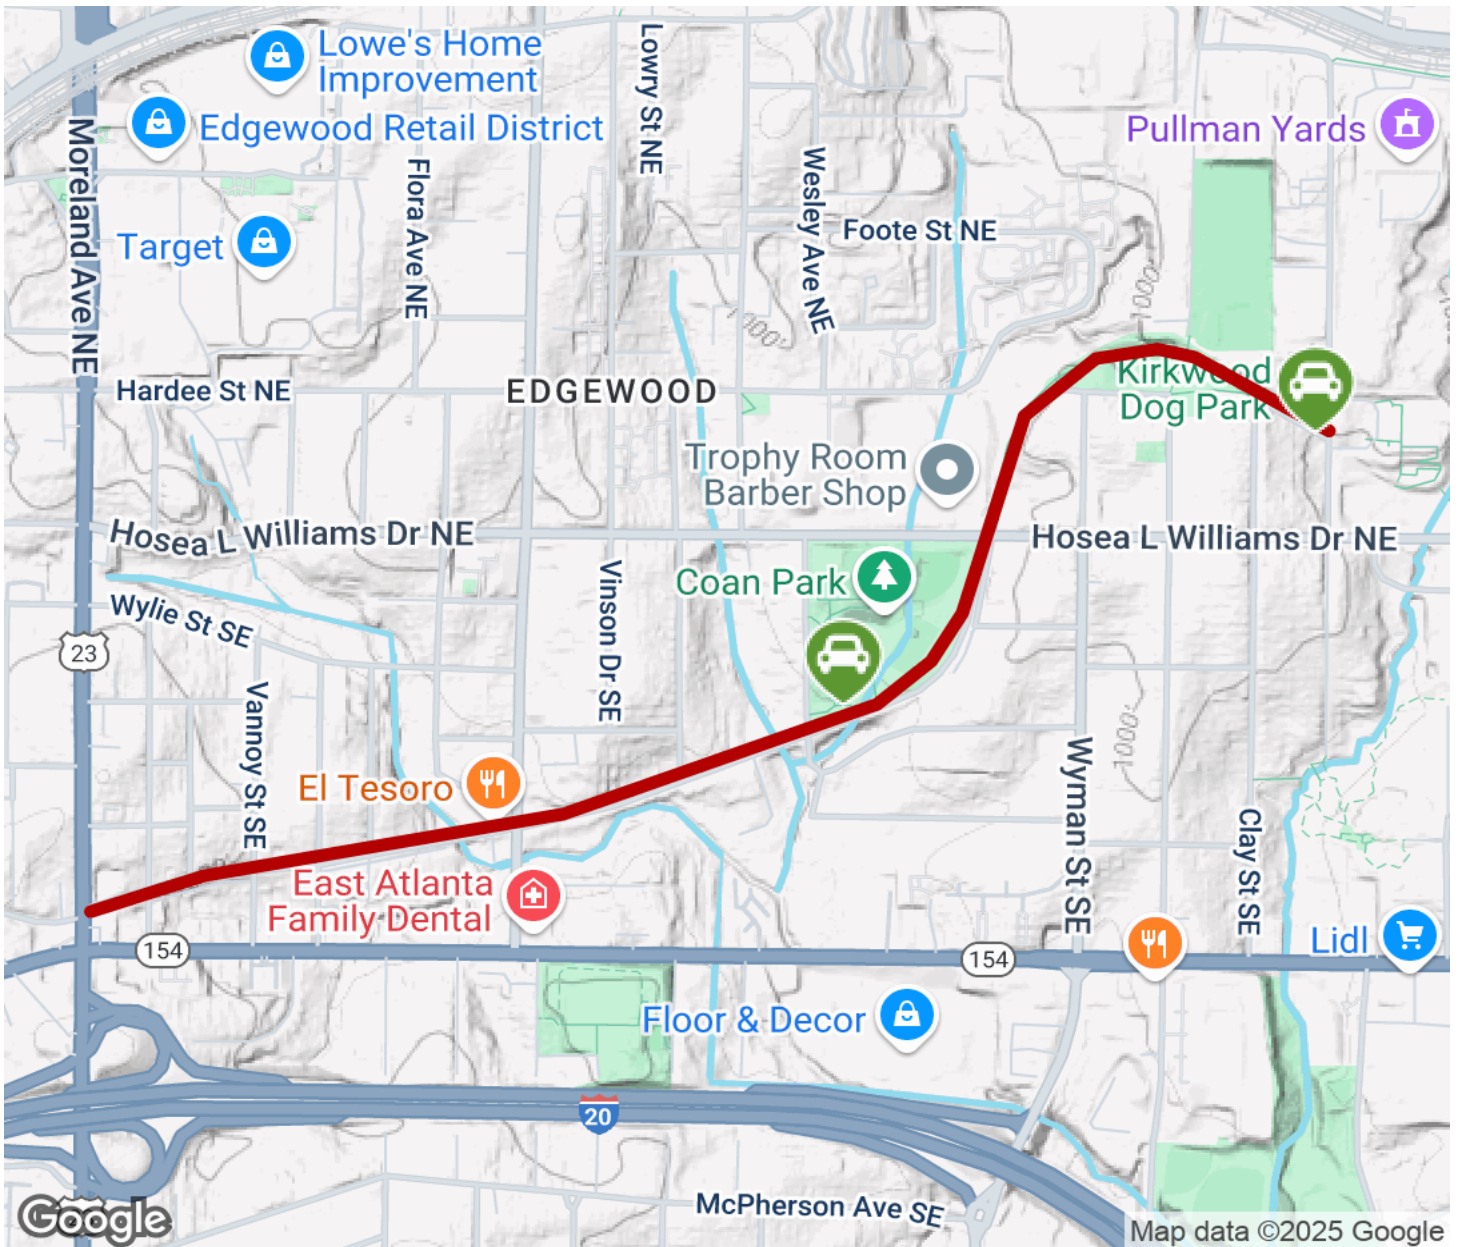 Lowe's Home
Improvement
Edgewood Retail District
Lowry St NE
Pullman Yards
Moreland Ave NE
Flora Ave NE
Wesley Ave NE
Foote St NE
Target
1000'
1000'
Hardee St NE
EDGEWOOD
Kirkwood
Dog Park
Trophy Room
Barber Shop
Hosea L Williams Dr NE
Hosea L Williams Dr NE
Coan Park
Wylie St SE
Vinson Dr SE
23
Vannoy St SE
1000'
Wyman St SE
El Tesoro
Clay St SE
East Atlanta
Family Dental
154
154
Lidl
Floor & Decor
20
McPherson Ave SE
23
Google
Map data ©2025 Google